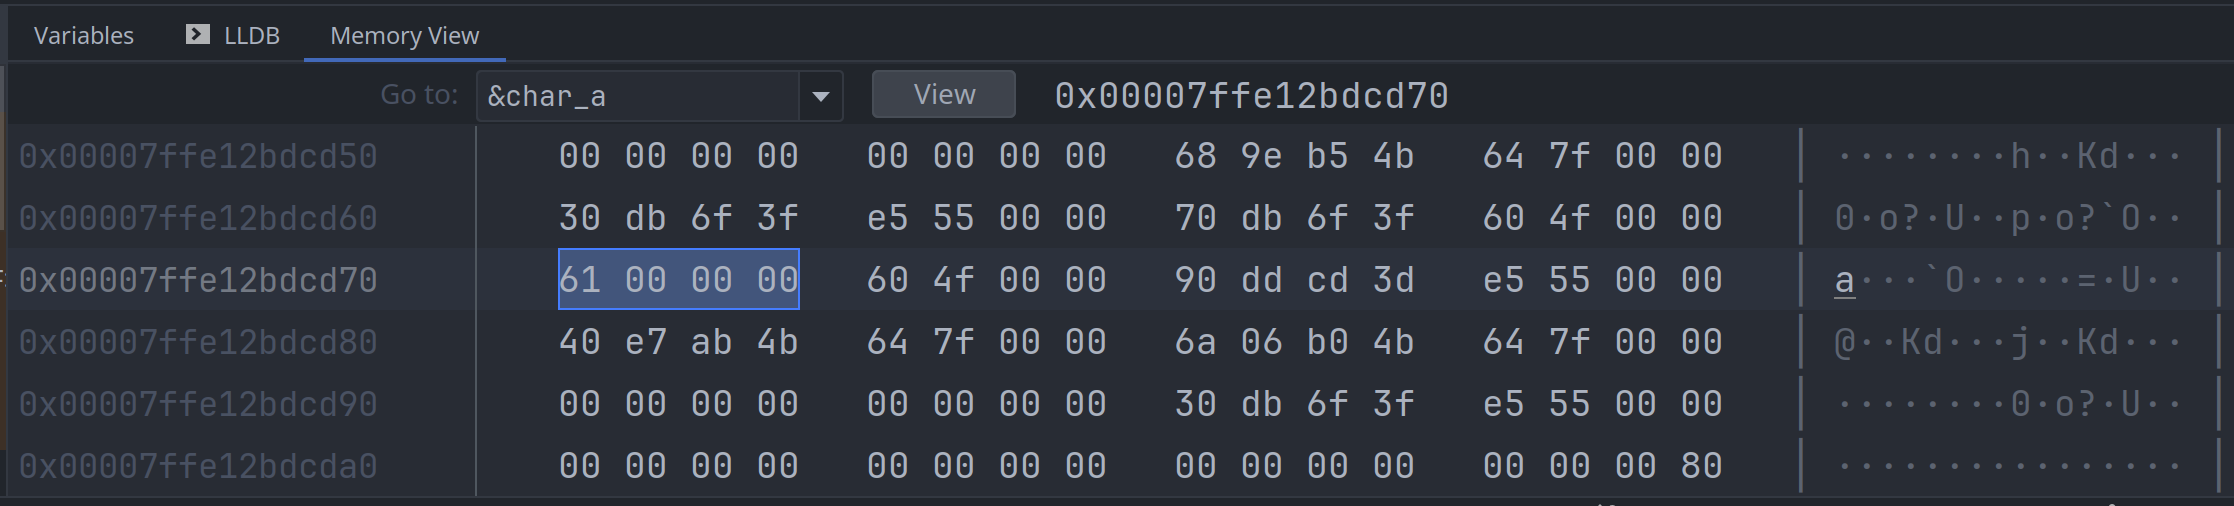 Variables LLDB Memory View
Go to: &char_a View 0x00007ffe12bdcd70
0x00007ffe12bdcd50 00 00 00 00 00 00 00 00 68 9e b5 4b 64 7f 00 00 |········h··Kd···|
0x00007ffe12bdcd60 30 db 6f 3f e5 55 00 00 70 db 6f 3f 60 4f 00 00 |0·o?·U··p·o?`O··|
0x00007ffe12bdcd70 61 00 00 00 60 4f 00 00 90 dd cd 3d e5 55 00 00 |a···`O·····=·U··|
0x00007ffe12bdcd80 40 e7 ab 4b 64 7f 00 00 6a 06 b0 4b 64 7f 00 00 |@··Kd···j··Kd···|
0x00007ffe12bdcd90 00 00 00 00 00 00 00 00 30 db 6f 3f e5 55 00 00 |········0·o?·U··|
0x00007ffe12bdcda0 00 00 00 00 00 00 00 00 00 00 00 00 00 00 00 80 |················|